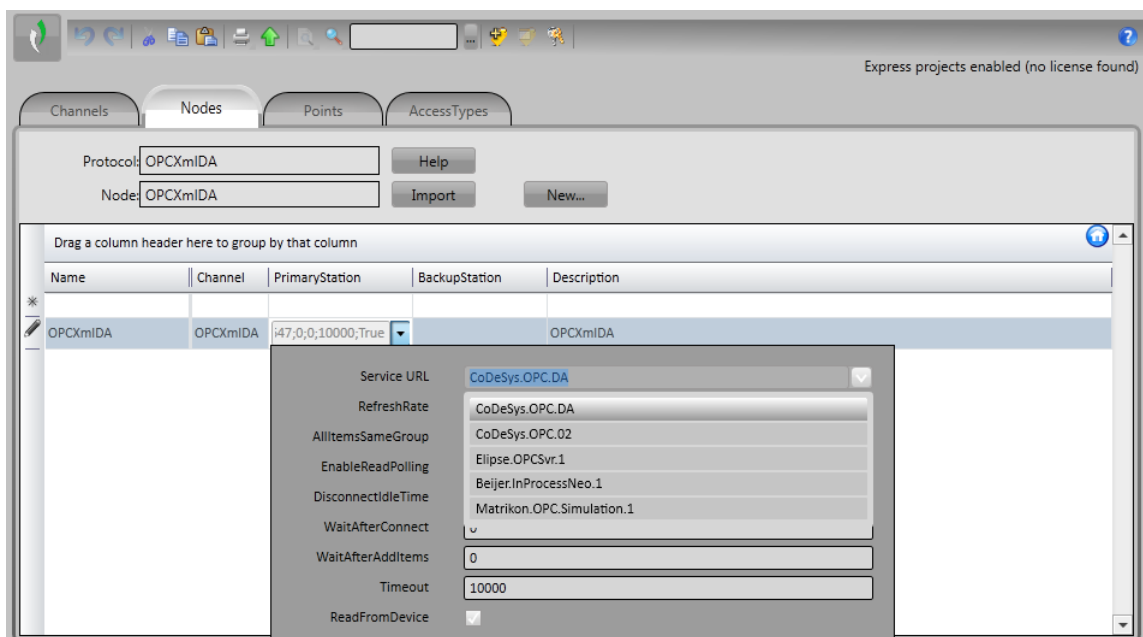 ...
?
Express projects enabled (no license found)
Channels Nodes Points AccessTypes
Protocol: OPCXmlDA Help
Node: OPCXmlDA Import New...
Drag a column header here to group by that column
Name Channel PrimaryStation BackupStation Description
OPCXmlDA OPCXmlDA i47;0;0;10000;True OPCXmlDA
Service URL CoDeSys.OPC.DA
RefreshRate CoDeSys.OPC.DA
AllItemsSameGroup CoDeSys.OPC.02
EnableReadPolling Elipse.OPCSvr.1
Beijer.InProcessNeo.1
DisconnectIdleTime
Matrikon.OPC.Simulation.1
WaitAfterConnect 0
WaitAfterAddItems 0
Timeout 10000
ReadFromDevice